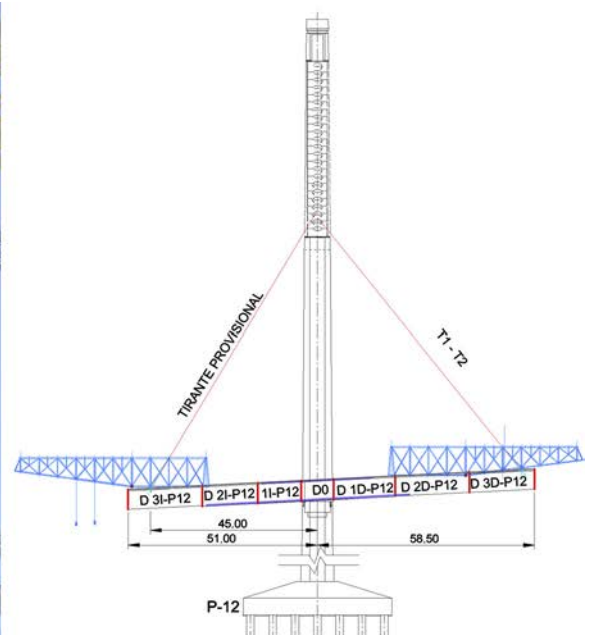 TIRANTE PROVISIONAL
T1 - T2
D 3I-P12
D 2I-P12
1I-P12
D0
D 1D-P12
D 2D-P12
D 3D-P12
45.00
51.00
58.50
P-12